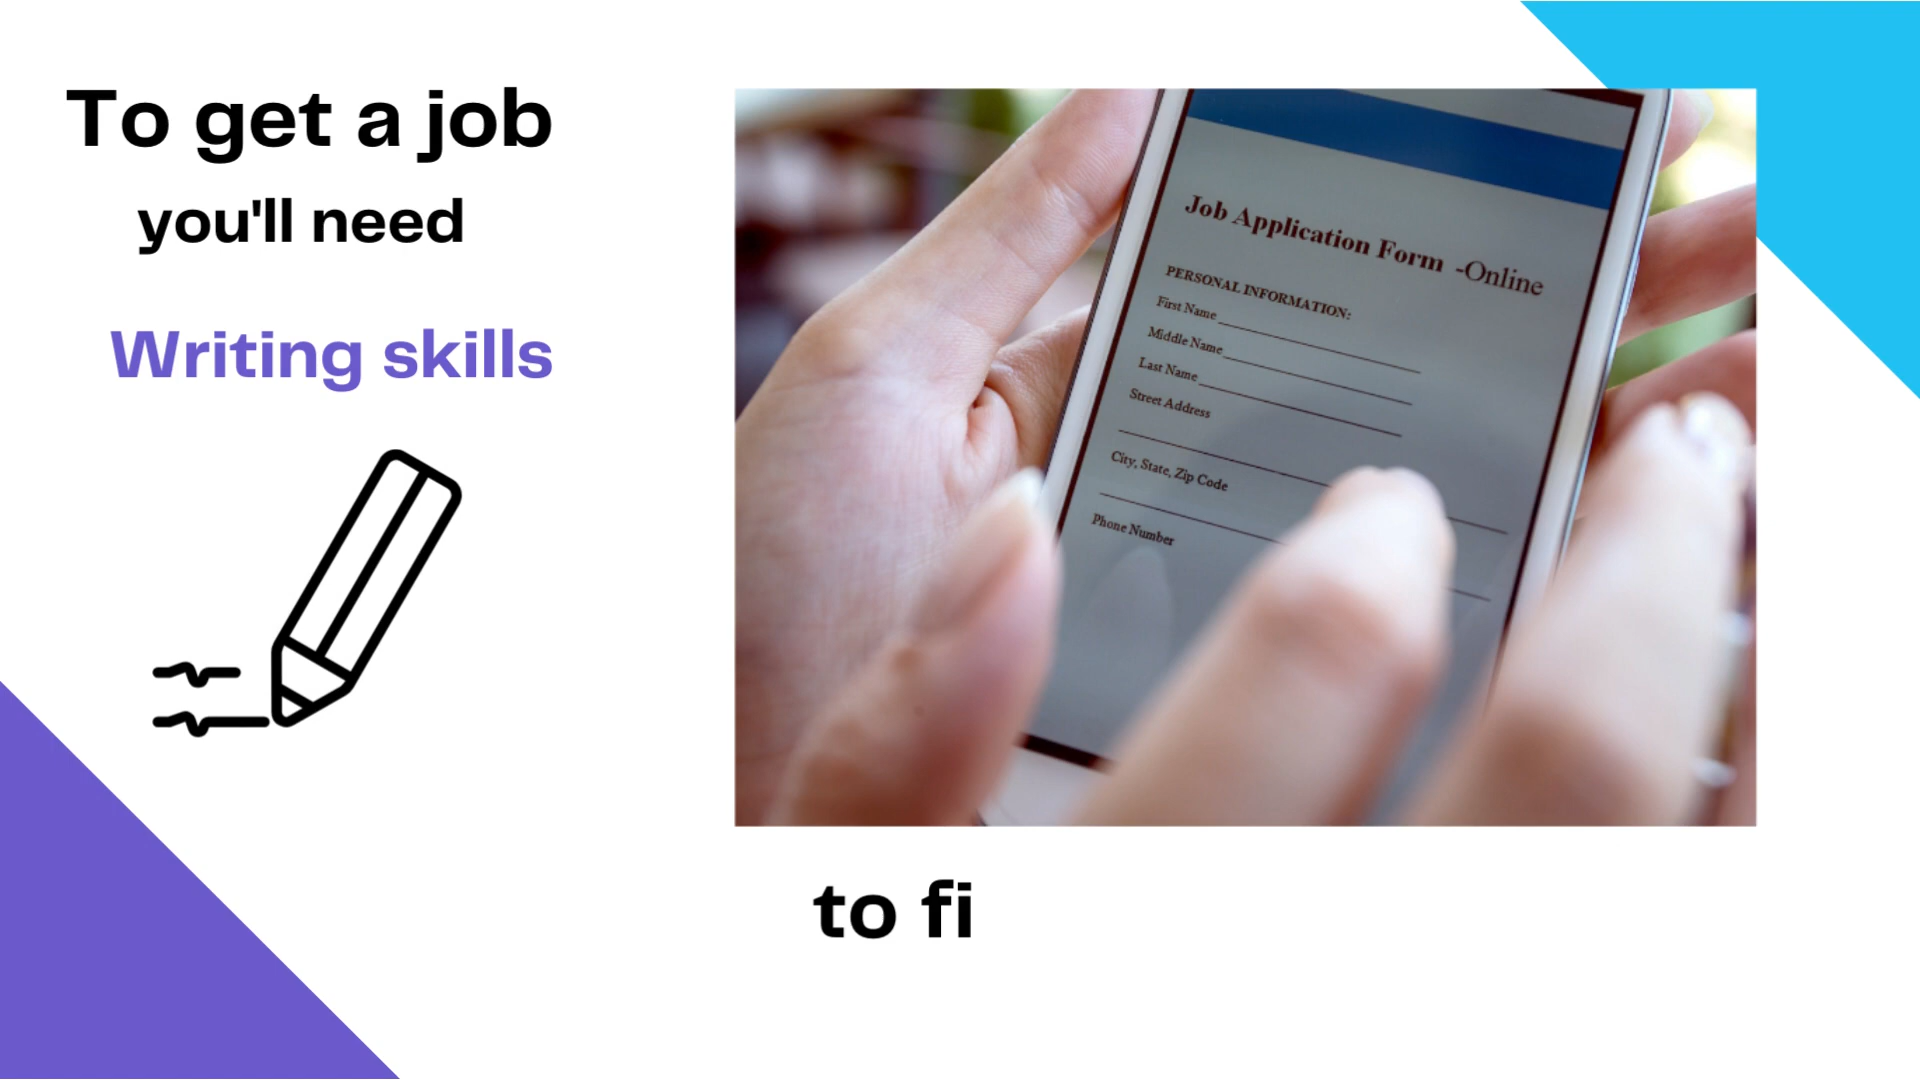 To get a job
you'll need
Writing skills
Job Application Form -Online
PERSONAL INFORMATION:
First Name
Middle Name
Last Name
Street Address
City, State, Zip Code
Phone Number
to fi